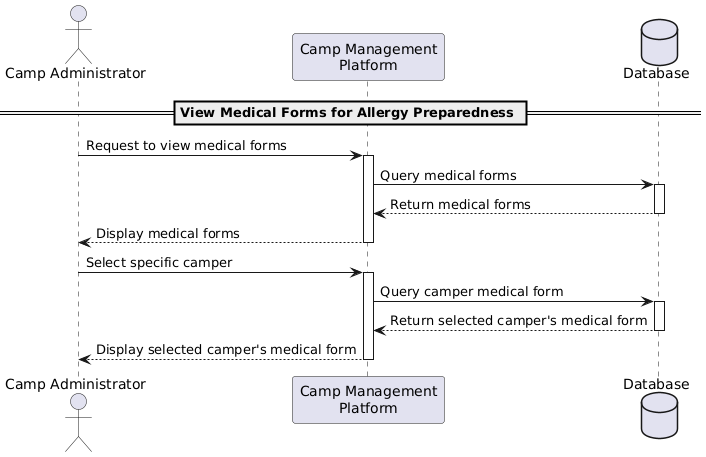 Camp Administrator
Camp Management
Platform
Database
View Medical Forms for Allergy Preparedness
Request to view medical forms
Query medical forms
Return medical forms
Display medical forms
Select specific camper
Query camper medical form
Return selected camper's medical form
Display selected camper's medical form
Camp Administrator
Camp Management
Platform
Database